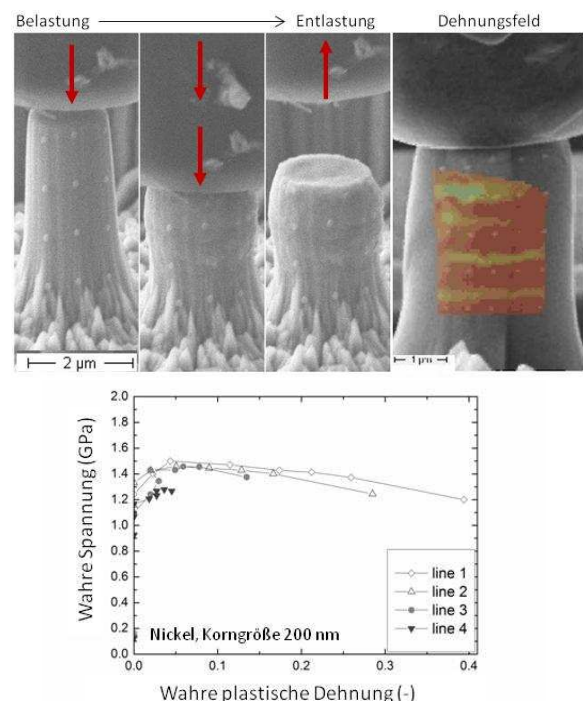 Belastung Entlastung Dehnungsfeld
2 µm
1 µm
Wahre Spannung (GPa)
2.0
1.8
1.6
1.4
1.2
1.0
0.8
0.6
0.4
0.2
0.0
line 1
line 2
line 3
line 4
Nickel, Korngröße 200 nm
0.0 0.1 0.2 0.3 0.4
Wahre plastische Dehnung (-)